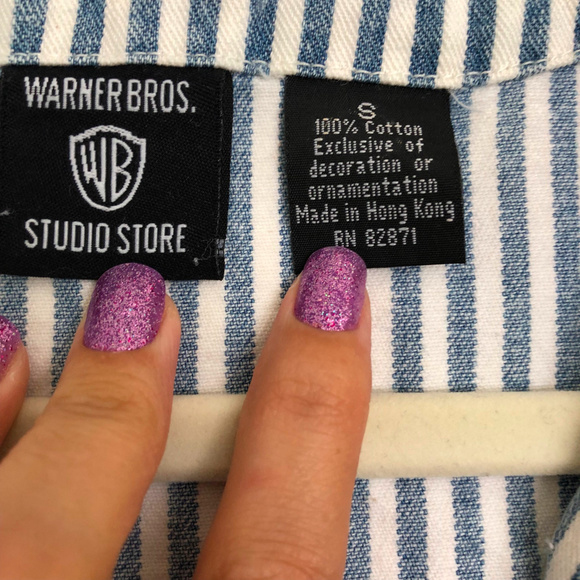 WARNER BROS.
WB
STUDIO STORE
S
100% Cotton
Exclusive of
decoration or
ornamentation
Made in Hong Kong
RN 82871